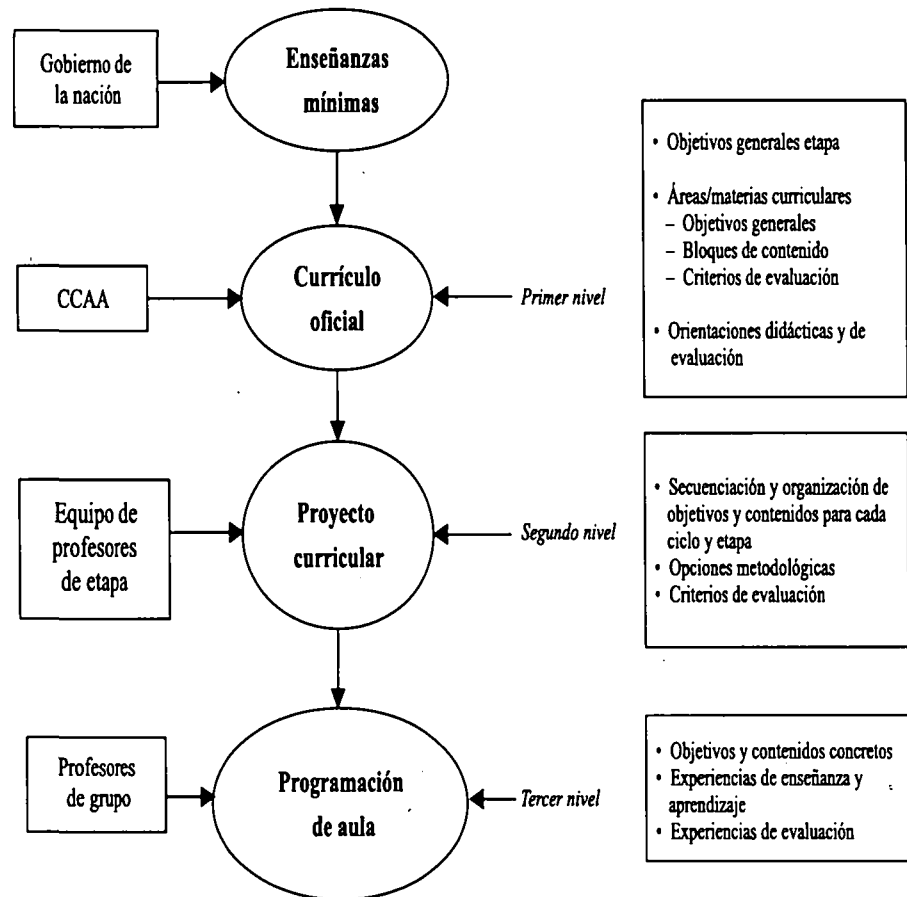 Gobierno de
la nación
Enseñanzas
mínimas
CCAA
Currículo
oficial
Primer nivel
• Objetivos generales etapa
• Áreas/materias curriculares
– Objetivos generales
– Bloques de contenido
– Criterios de evaluación
• Orientaciones didácticas y de
evaluación
Equipo de
profesores
de etapa
Proyecto
curricular
Segundo nivel
• Secuenciación y organización de
objetivos y contenidos para cada
ciclo y etapa
• Opciones metodológicas
• Criterios de evaluación
Profesores
de grupo
Programación
de aula
Tercer nivel
• Objetivos y contenidos concretos
• Experiencias de enseñanza y
aprendizaje
• Experiencias de evaluación